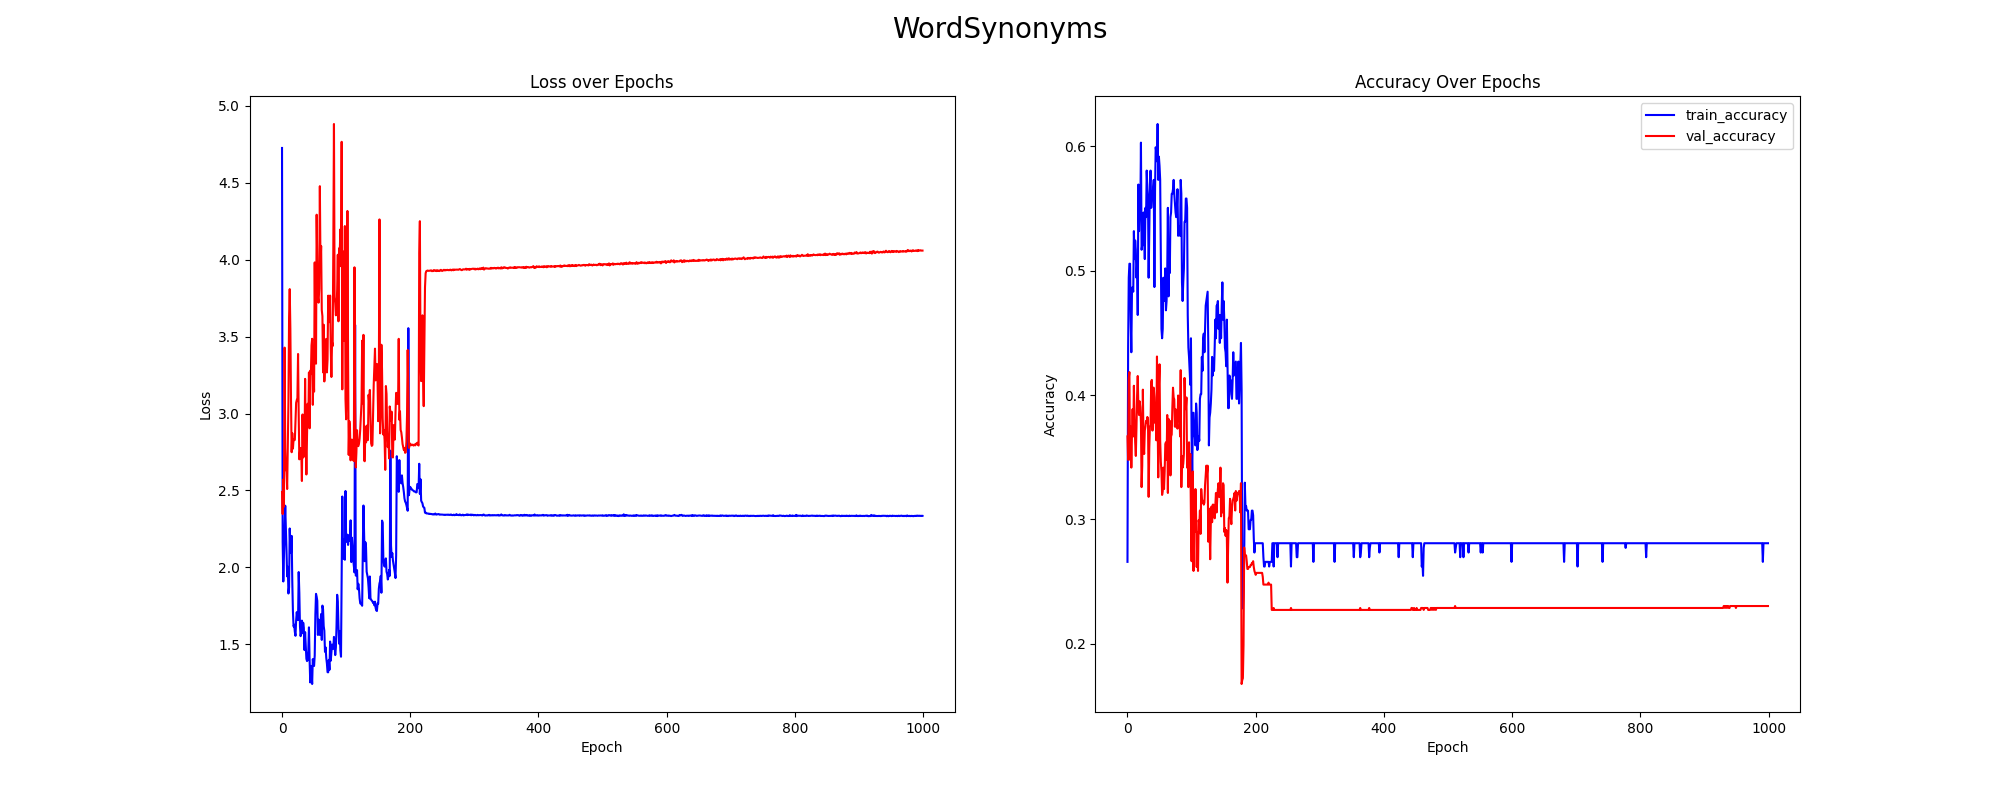 WordSynonyms
Loss over Epochs
5.0
4.5
4.0
3.5
3.0
2.5
2.0
1.5
Loss
0 200 400 600 800 1000
Epoch
Accuracy Over Epochs
train_accuracy
val_accuracy
0.6
0.5
0.4
0.3
0.2
Accuracy
0 200 400 600 800 1000
Epoch